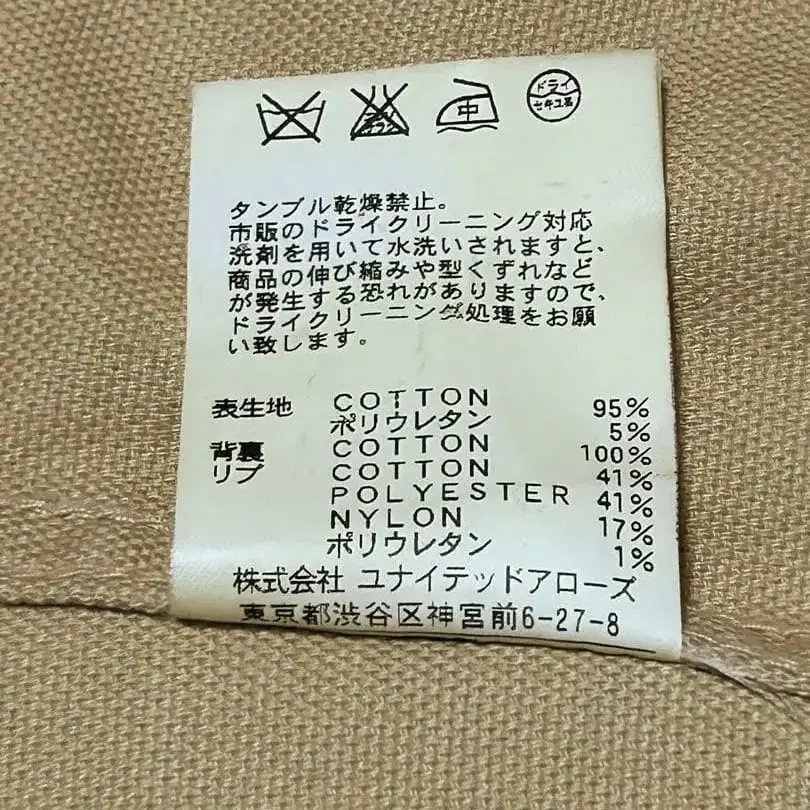 中
ドライ
セキユ系
タンブル乾燥禁止。
市販のドライクリーニング対応
洗剤を用いて水洗いされますと、
商品の伸び縮みや型くずれなど
が発生する恐れがありますので、
ドライクリーニング処理をお願
い致します。
表生地 COTTON 95%
ポリウレタン 5%
背裏 COTTON 100%
リブ COTTON 41%
POLYESTER 41%
NYLON 17%
ポリウレタン 1%
株式会社 ユナイテッドアローズ
東京都渋谷区神宮前6-27-8